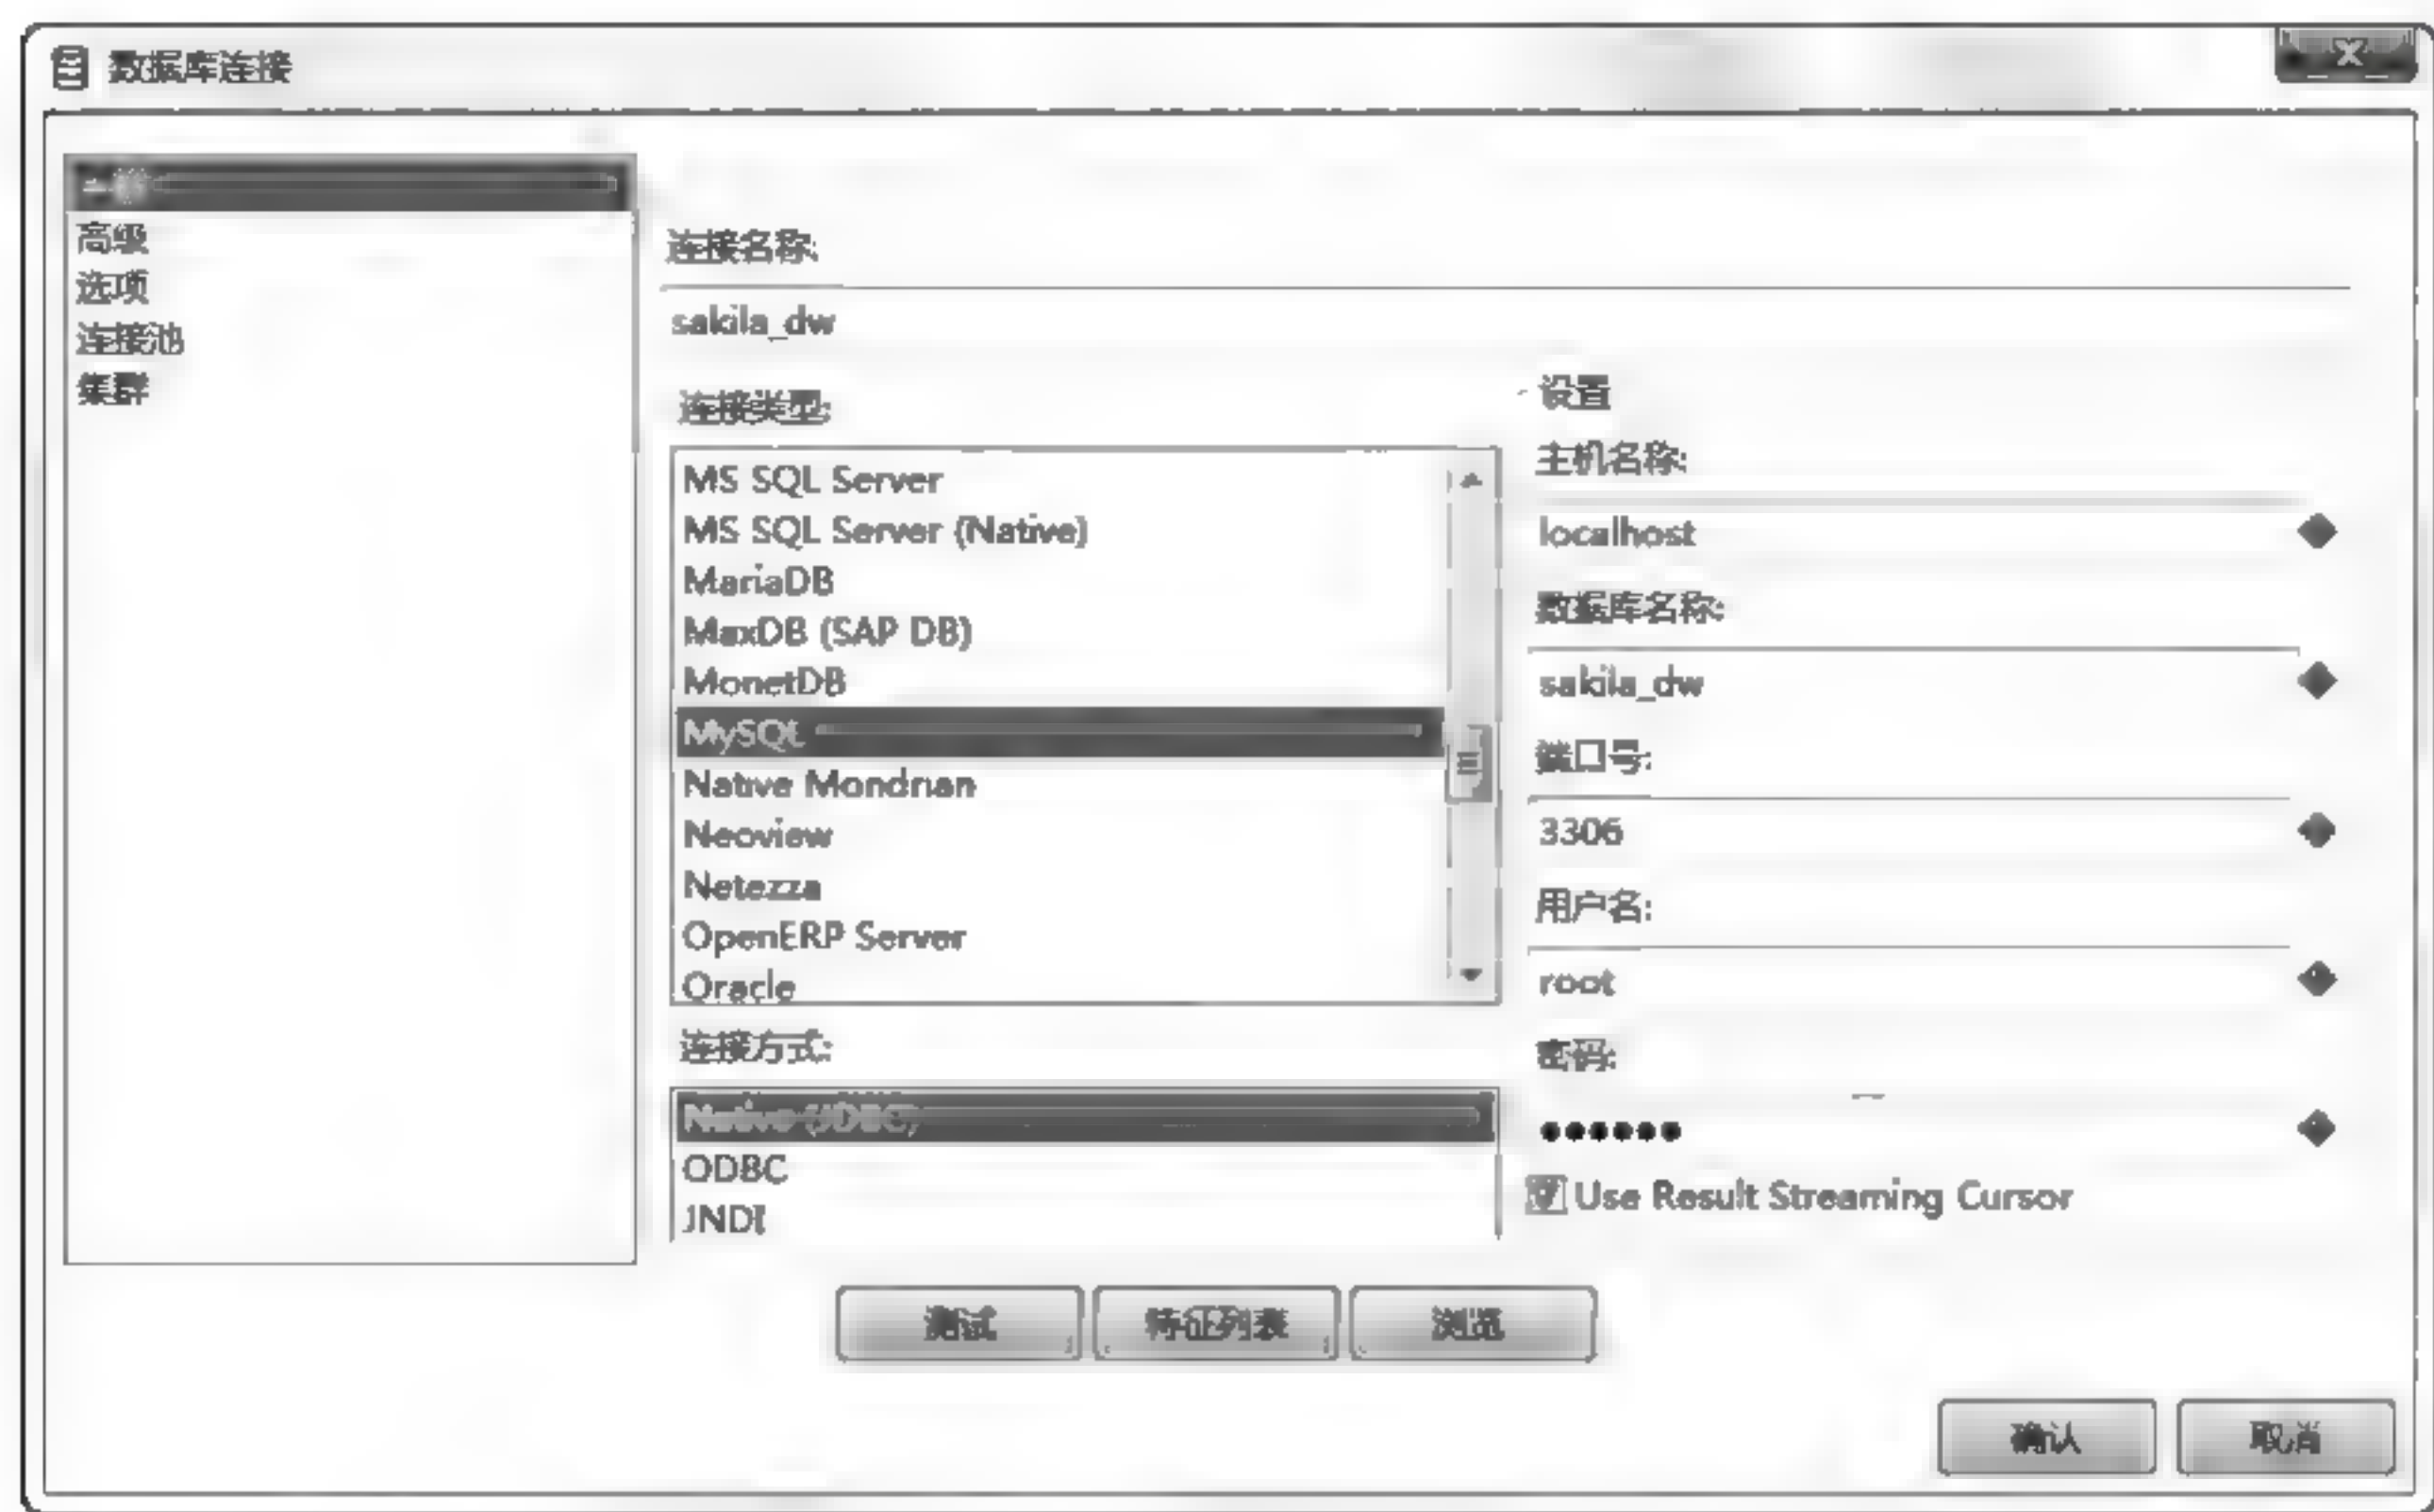 数据库连接
一般
高级
选项
连接池
集群
连接名称:
sakila_dw
连接类型:
MS SQL Server
MS SQL Server (Native)
MariaDB
MaxDB (SAP DB)
MonetDB
MySQL
Native Mondrian
Neoview
Netezza
OpenERP Server
Oracle
连接方式:
Native (JDBC)
ODBC
JNDI
设置
主机名称:
localhost
数据库名称:
sakila_dw
端口号:
3306
用户名:
root
密码:
●●●●●●
Use Result Streaming Cursor
测试
特征列表
浏览
确认
取消